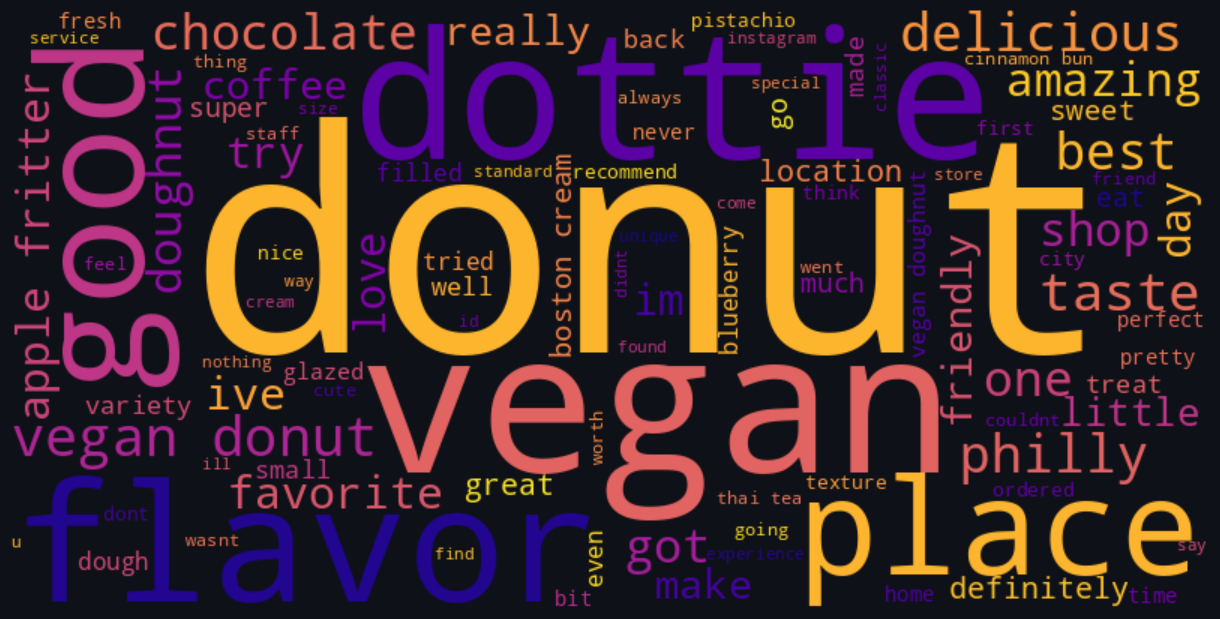 fresh
service
chocolate
really
back
pistachio
instagram
made
classic
delicious
cinnamon bun
amazing
sweet
thing
coffee
super
size
staff
try
dottie
always
never
special
go
first
best
good
doughnut
apple fritter
filled
standard
recommend
boston cream
location
think
store
friend
eat
day
donut
nice
way
cream
feel
love
tried
well
id
unique
didnt
im
found
come
blueberry
went
much
vegan doughnut
friendly
shop
city
taste
perfect
pretty
nothing
glazed
cute
ive
variety
vegan donut
vegan
one
treat
couldnt
little
philly
ill
small
favorite
great
worth
thai tea
texture
ordered
flavor
dont
u
dough
wasnt
find
even
got
going
experience
make
bit
place
say
home
definitely
time